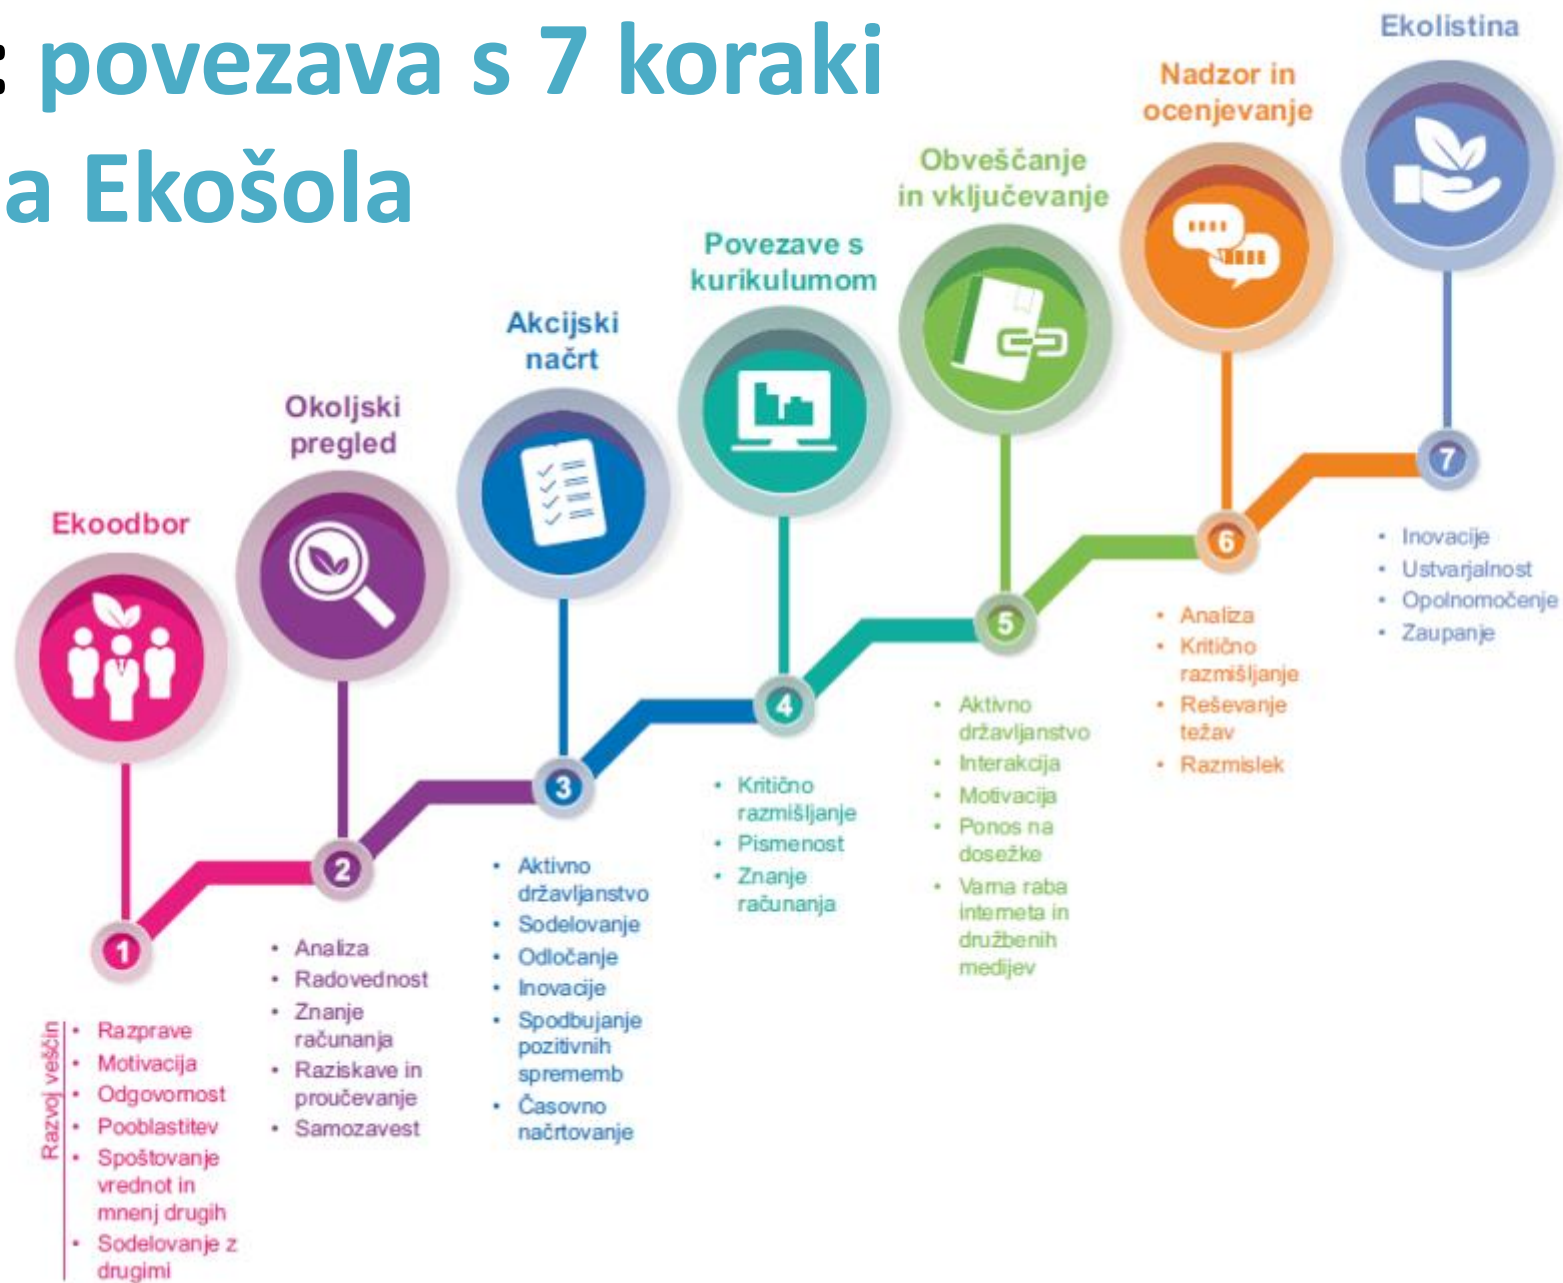 : povezava s 7 koraki
a Ekošola
Ekoodbor
1
Razvoj veščin
• Razprave
• Motivacija
• Odgovornost
• Pooblastitev
• Spoštovanje
vrednot in
mnenj drugih
• Sodelovanje z
drugimi
Okoljski
pregled
2
• Analiza
• Radovednost
• Znanje
računanja
• Raziskave in
proučevanje
• Samozavest
Akcijski
načrt
3
• Aktivno
državljanstvo
• Sodelovanje
• Odločanje
• Inovacije
• Spodbujanje
pozitivnih
sprememb
• Časovno
načrtovanje
Povezave s
kurikulumom
4
• Kritično
razmišljanje
• Pismenost
• Znanje
računanja
Obveščanje
in vključevanje
5
• Aktivno
državljanstvo
• Interakcija
• Motivacija
• Ponos na
dosežke
• Varna raba
interneta in
družbenih
medijev
Nadzor in
ocenjevanje
6
• Analiza
• Kritično
razmišljanje
• Reševanje
težav
• Razmislek
Ekolistina
7
• Inovacije
• Ustvarjalnost
• Opolnomočenje
• Zaupanje